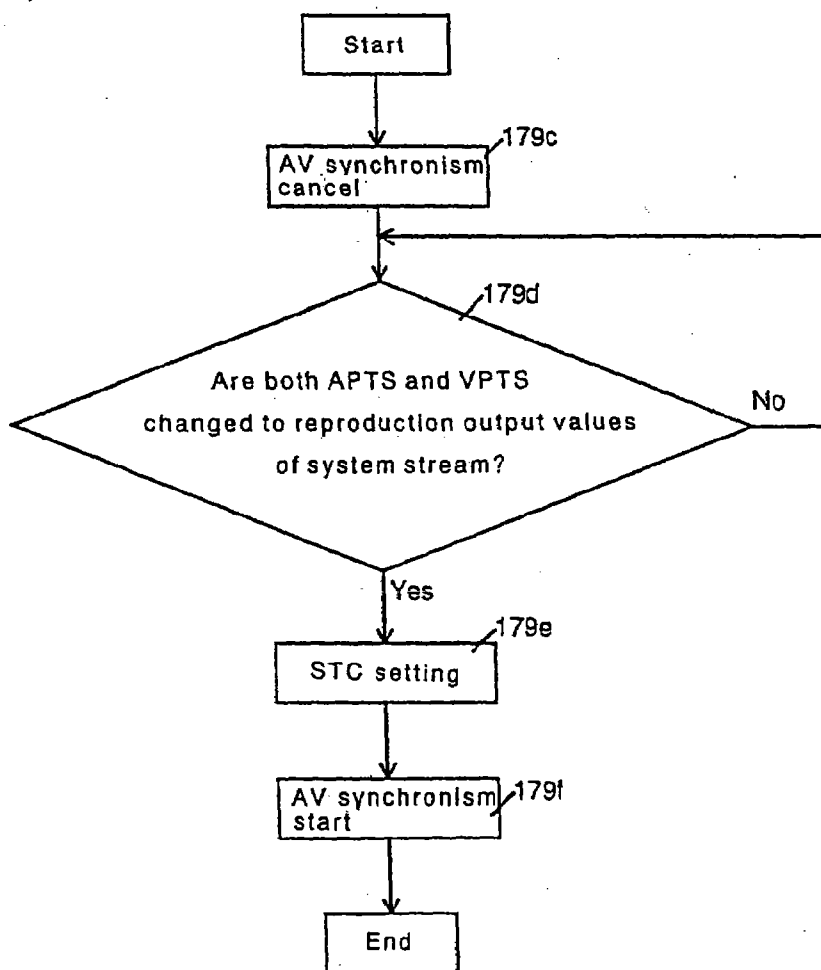 Start
179c
AV synchronism
cancel
179d
Are both APTS and VPTS
changed to reproduction output values
of system stream?
No
Yes
179e
STC setting
179f
AV synchronism
start
End